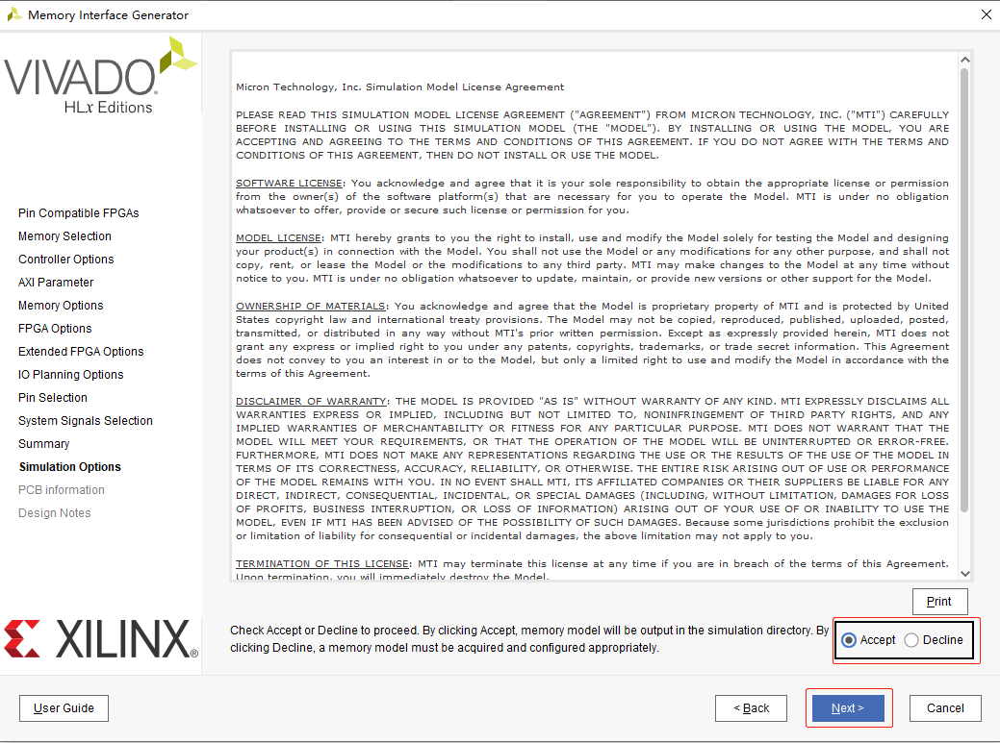 Memory Interface Generator
VIVADO
HLx Editions
Pin Compatible FPGAs
Memory Selection
Controller Options
AXI Parameter
Memory Options
FPGA Options
Extended FPGA Options
IO Planning Options
Pin Selection
System Signals Selection
Summary
Simulation Options
PCB information
Design Notes
XILINX®
Micron Technology, Inc. Simulation Model License Agreement
PLEASE READ THIS SIMULATION MODEL LICENSE AGREEMENT ("AGREEMENT") FROM MICRON TECHNOLOGY, INC. ("MTI") CAREFULLY
BEFORE INSTALLING OR USING THIS SIMULATION MODEL (THE "MODEL"). BY INSTALLING OR USING THE MODEL, YOU ARE
ACCEPTING AND AGREEING TO THE TERMS AND CONDITIONS OF THIS AGREEMENT. IF YOU DO NOT AGREE WITH THE TERMS AND
CONDITIONS OF THIS AGREEMENT, THEN DO NOT INSTALL OR USE THE MODEL.
SOFTWARE LICENSE: You acknowledge and agree that it is your sole responsibility to obtain the appropriate license or permission
from the owner(s) of the software platform(s) that are necessary for you to operate the Model. MTI is under no obligation
whatsoever to offer, provide or secure such license or permission for you.
MODEL LICENSE: MTI hereby grants to you the right to install, use and modify the Model solely for testing the Model and designing
your product(s) in connection with the Model. You shall not use the Model or any modifications for any other purpose, and shall not
copy, rent, or lease the Model or the modifications to any third party. MTI may make changes to the Model at any time without
notice to you. MTI is under no obligation whatsoever to update, maintain, or provide new versions or other support for the Model.
OWNERSHIP OF MATERIALS: You acknowledge and agree that the Model is proprietary property of MTI and is protected by United
States copyright law and international treaty provisions. The Model may not be copied, reproduced, published, uploaded, posted,
transmitted, or distributed in any way without MTI's prior written permission. Except as expressly provided herein, MTI does not
grant any express or implied right to you under any patents, copyrights, trademarks, or trade secret information. This Agreement
does not convey to you an interest in or to the Model, but only a limited right to use and modify the Model in accordance with the
terms of this Agreement.
DISCLAIMER OF WARRANTY: THE MODEL IS PROVIDED "AS IS" WITHOUT WARRANTY OF ANY KIND. MTI EXPRESSLY DISCLAIMS ALL
WARRANTIES EXPRESS OR IMPLIED, INCLUDING BUT NOT LIMITED TO, NONINFRINGEMENT OF THIRD PARTY RIGHTS, AND ANY
IMPLIED WARRANTIES OF MERCHANTABILITY OR FITNESS FOR ANY PARTICULAR PURPOSE. MTI DOES NOT WARRANT THAT THE
MODEL WILL MEET YOUR REQUIREMENTS, OR THAT THE OPERATION OF THE MODEL WILL BE UNINTERRUPTED OR ERROR-FREE.
FURTHERMORE, MTI DOES NOT MAKE ANY REPRESENTATIONS REGARDING THE USE OR THE RESULTS OF THE USE OF THE MODEL IN
TERMS OF ITS CORRECTNESS, ACCURACY, RELIABILITY, OR OTHERWISE. THE ENTIRE RISK ARISING OUT OF USE OR PERFORMANCE
OF THE MODEL REMAINS WITH YOU. IN NO EVENT SHALL MTI, ITS AFFILIATED COMPANIES OR THEIR SUPPLIERS BE LIABLE FOR ANY
DIRECT, INDIRECT, CONSEQUENTIAL, INCIDENTAL, OR SPECIAL DAMAGES (INCLUDING, WITHOUT LIMITATION, DAMAGES FOR LOSS
OF PROFITS, BUSINESS INTERRUPTION, OR LOSS OF INFORMATION) ARISING OUT OF YOUR USE OF OR INABILITY TO USE THE
MODEL, EVEN IF MTI HAS BEEN ADVISED OF THE POSSIBILITY OF SUCH DAMAGES. Because some jurisdictions prohibit the exclusion
or limitation of liability for consequential or incidental damages, the above limitation may not apply to you.
TERMINATION OF THIS LICENSE: MTI may terminate this license at any time if you are in breach of the terms of this Agreement.
Upon termination, you will immediately destroy the Model.
Print
Check Accept or Decline to proceed. By clicking Accept, memory model will be output in the simulation directory. By
clicking Decline, a memory model must be acquired and configured appropriately.
Accept Decline
User Guide
< Back
Next >
Cancel